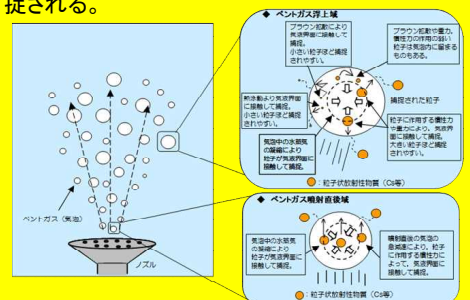 捉される。
◆ ベントガス浮上域
ブラウン拡散により
気液界面に接触して
捕捉。
小さい粒子ほど捕捉
されやすい。
ブラウン拡散や重力、
慣性力の作用の弱い
粒子は気泡内に留まる
ものもある。
熱泳動より気液界面
に接触して捕捉。
小さい粒子ほど捕捉
されやすい。
捕捉された粒子
粒子に作用する慣性力
や重力により、気液界
面に接触して捕捉。
大きい粒子ほど捕捉
されやすい。
気泡中の水蒸気
の凝縮により
粒子が気液界面に
接触して捕捉。
:粒子状放射性物質(Cs等)
ベントガス(気泡)
ノズル
◆ ベントガス噴射直後域
気泡中の水蒸気
の凝縮により
粒子が気液界面に
接触して捕捉。
噴射直後の気泡の
急減速により、粒子
に作用する慣性力に
よって、気液界面に
接触して捕捉。
:粒子状放射性物質(Cs等)